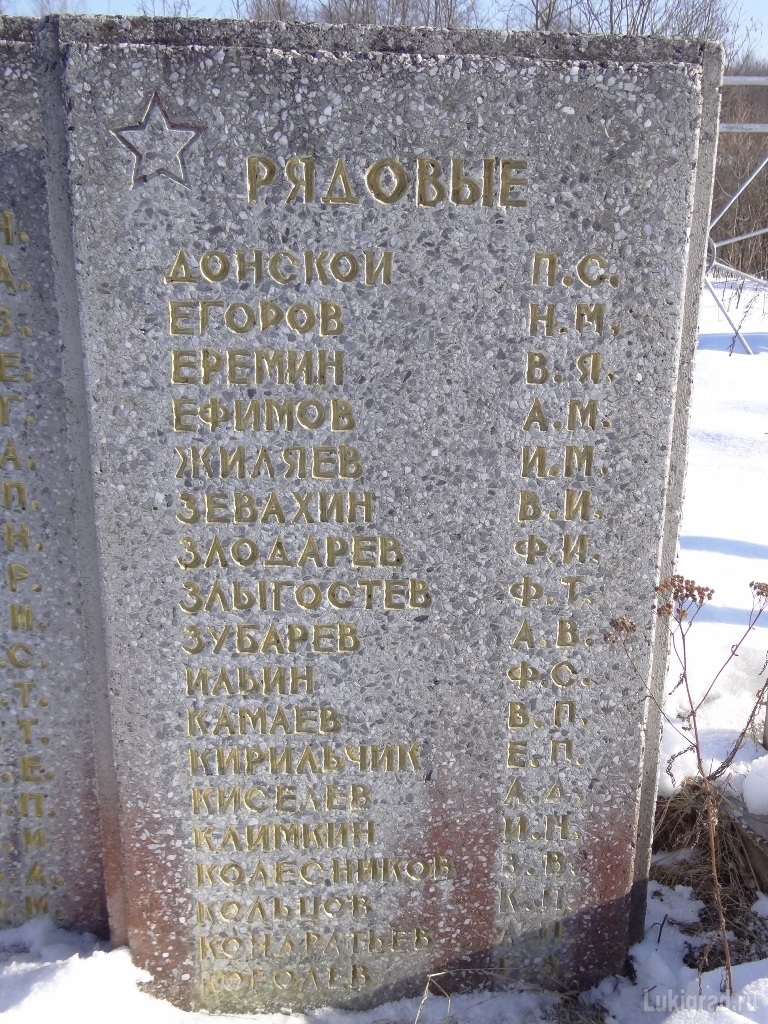 РЯДОВЫЕ
ДОНСКОЙ П.С.
ЕГОРОВ Н.М.
ЕРЕМИН В.Я.
ЕФИМОВ А.М.
ЖИЛЯЕВ И.М.
ЗЕВАХИН В.И.
ЗЛОДАРЕВ Ф.И.
ЗЛЫГОСТЕВ Ф.Т.
ЗУБАРЕВ А.В.
ИЛЬИН Ф.С.
КАМАЕВ В.П.
КИРИЛЬЧИК Е.П.
КИСЕЛЕВ А.Д.
КЛИМКИН И.Н.
КОЛЕСНИКОВ В.В.
КОЛЬЦОВ
КОНДРАТЬЕВ
КОРОЛЕВ
Lukigrad.ru